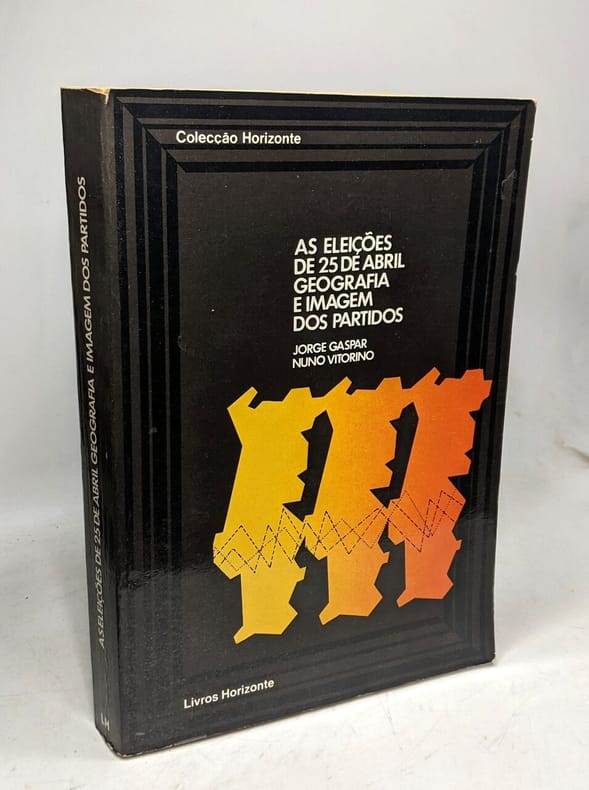 Colecção Horizonte
AS ELEIÇÕES
DE 25 DE ABRIL
GEOGRAFIA
E IMAGEM
DOS PARTIDOS
JORGE GASPAR
NUNO VITORINO
Livros Horizonte
AS ELEIÇÕES DE 25 DE ABRIL GEOGRAFIA E IMAGEM DOS PARTIDOS
LH